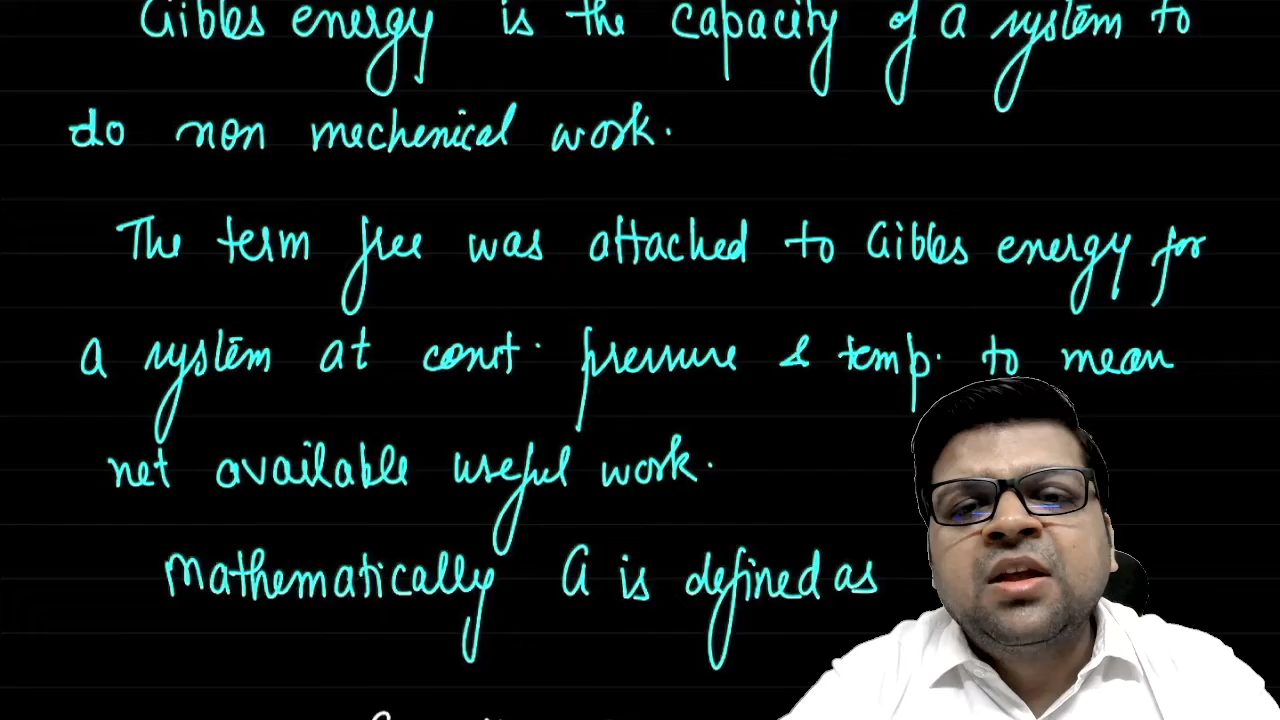 Gibbs energy is the capacity of a system to
do non mechenical work.
The term free was attached to Gibbs energy for
a system at const. pressure & temp. to mean
net available useful work.
Mathematically G is defined as